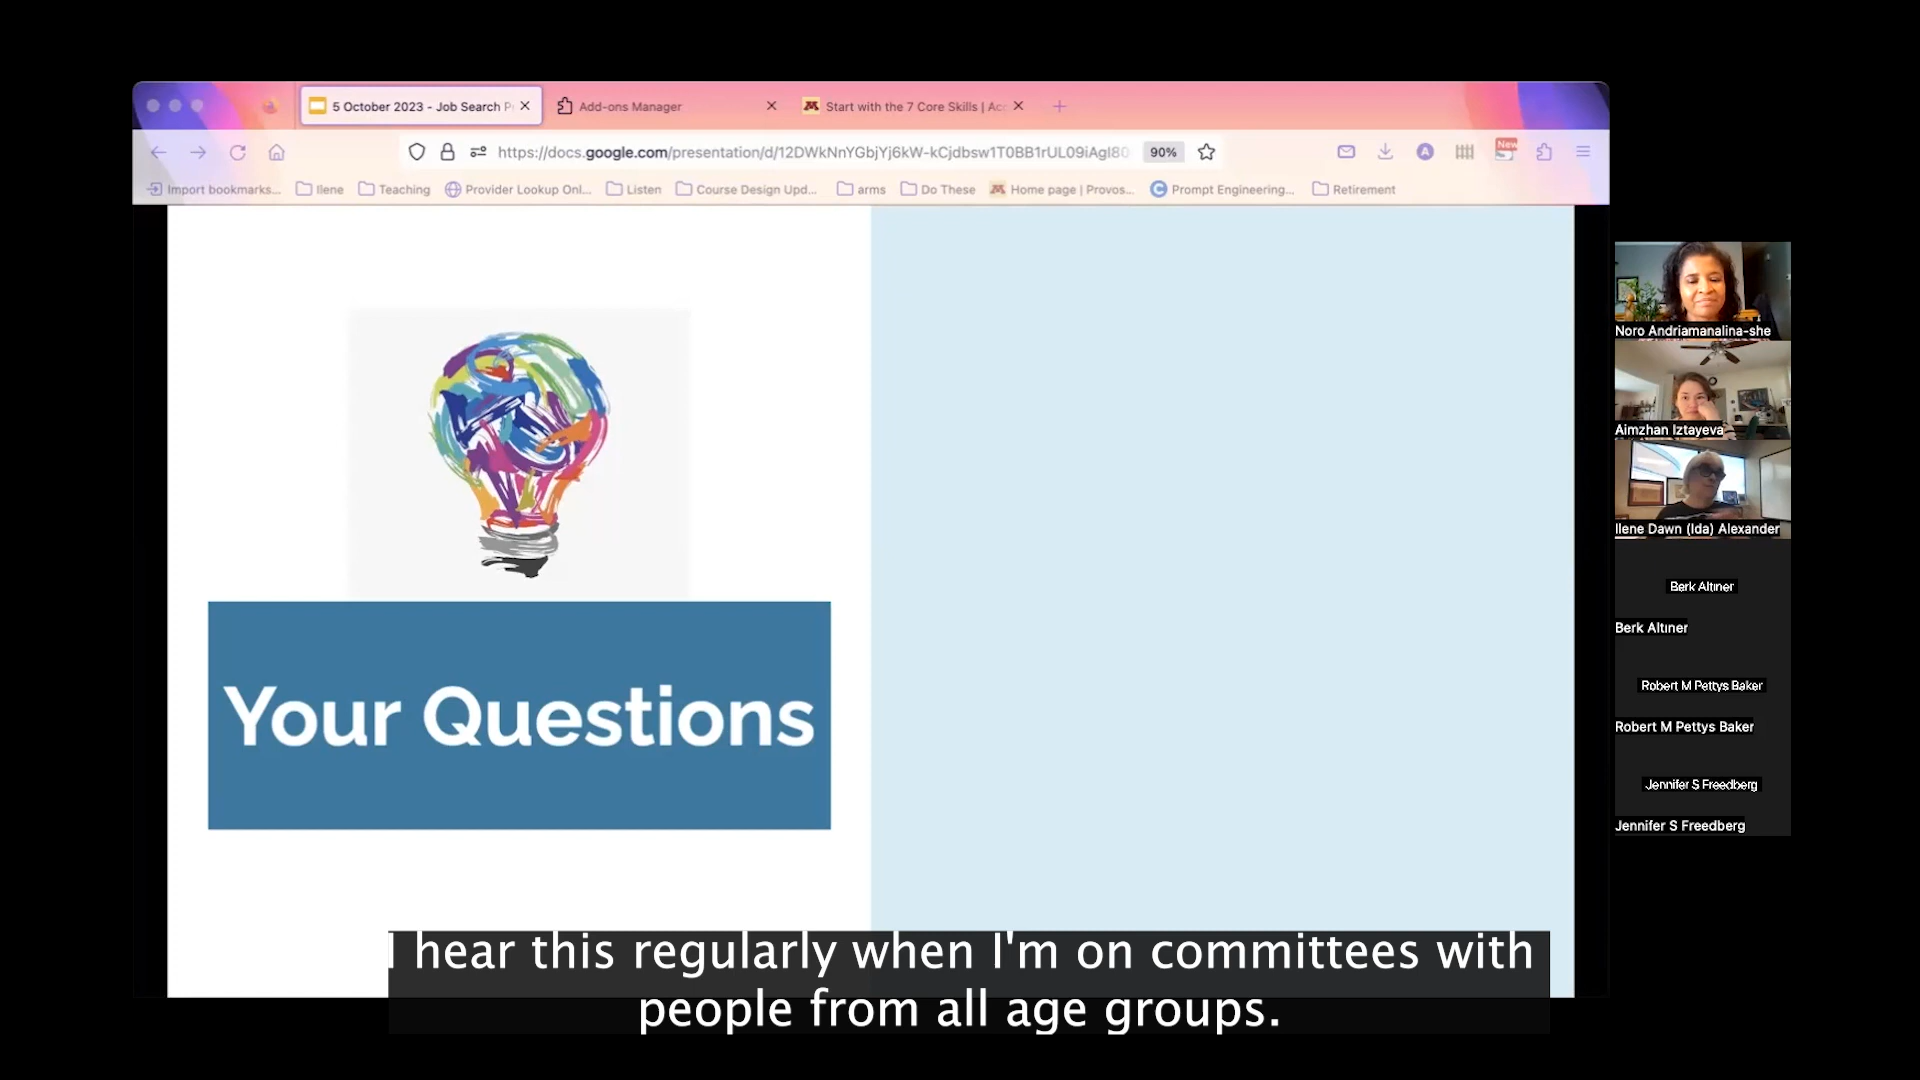 5 October 2023 - Job Search P
Add-ons Manager
Start with the 7 Core Skills | Acc
https://docs.google.com/presentation/d/12DWkNnYGbjYj6kW-kCjdbsw1T0BB1rUL09iAgI80
90%
A
New
Import bookmarks...
Ilene
Teaching
Provider Lookup Onl...
Listen
Course Design Upd...
arms
Do These
Home page | Provos...
Prompt Engineering...
Retirement
Your Questions
Noro Andriamanalina-she
Aimzhan Iztayeva
Ilene Dawn (Ida) Alexander
Berk Altıner
Berk Altıner
Robert M Pettys Baker
Robert M Pettys Baker
Jennifer S Freedberg
Jennifer S Freedberg
I hear this regularly when I'm on committees with
people from all age groups.